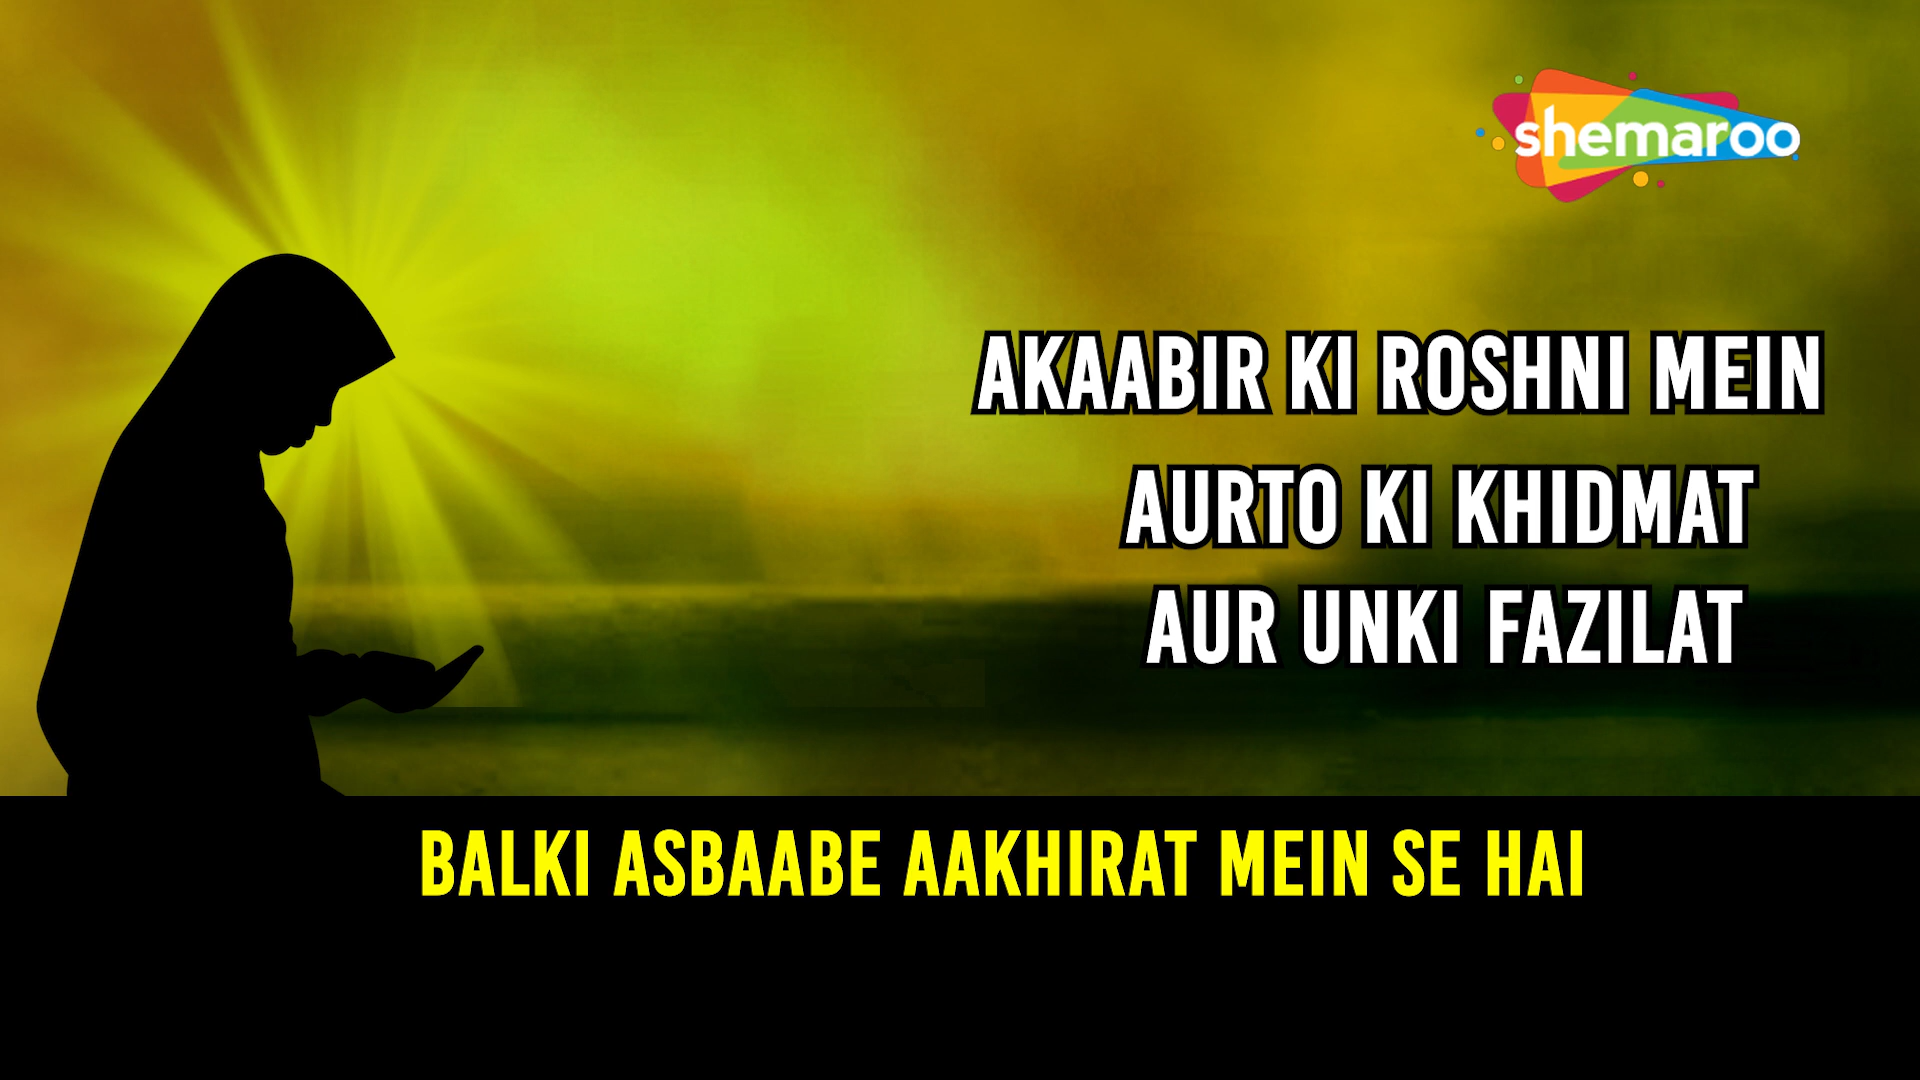 shemaroo
AKAABIR KI ROSHNI MEIN
AURTO KI KHIDMAT
AUR UNKI FAZILAT
BALKI ASBAABE AAKHIRAT MEIN SE HAI